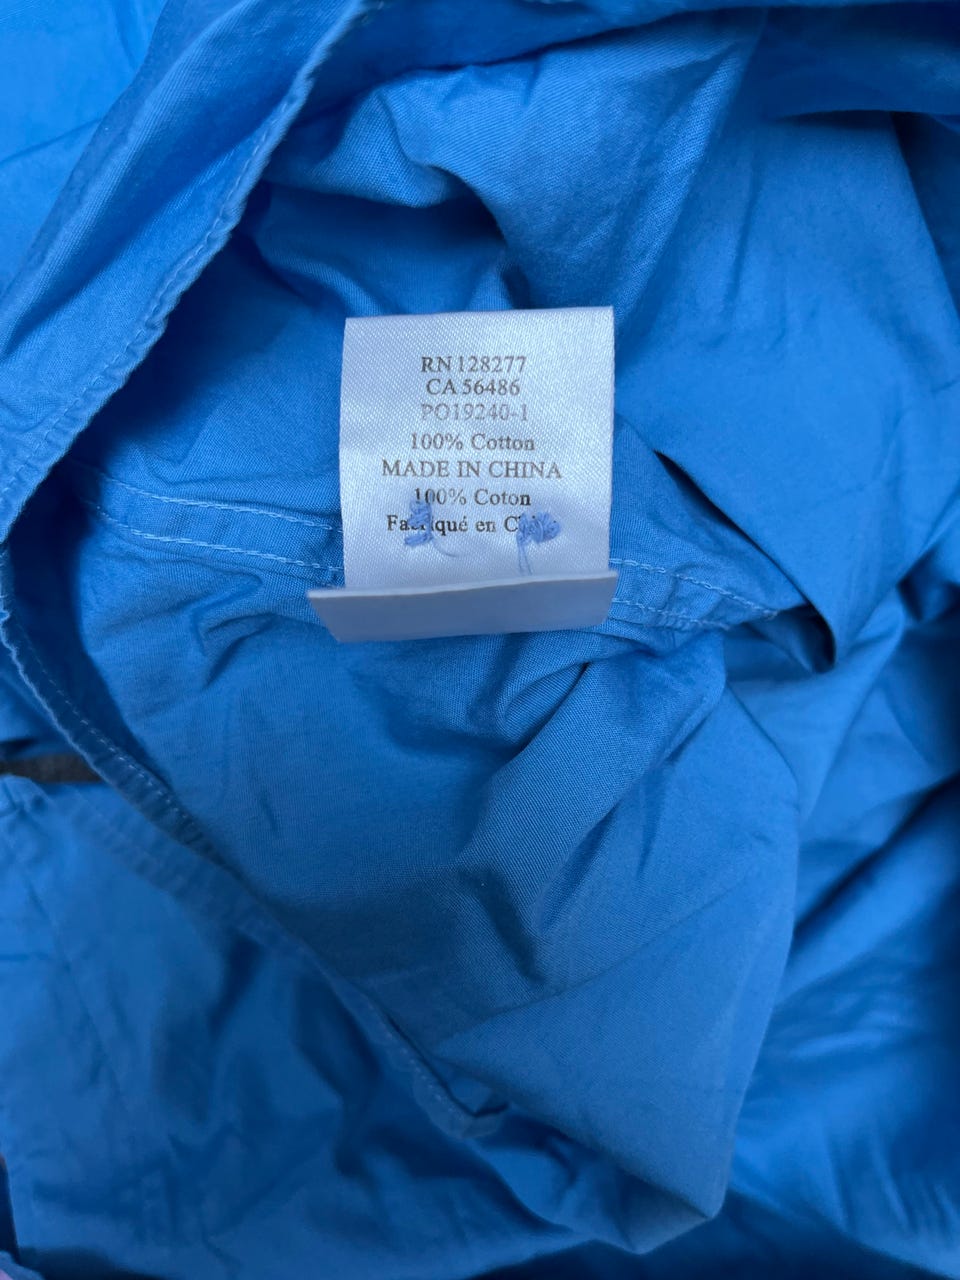 RN 128277
CA 56486
PO19240-1
100% Cotton
MADE IN CHINA
100% Coton
en